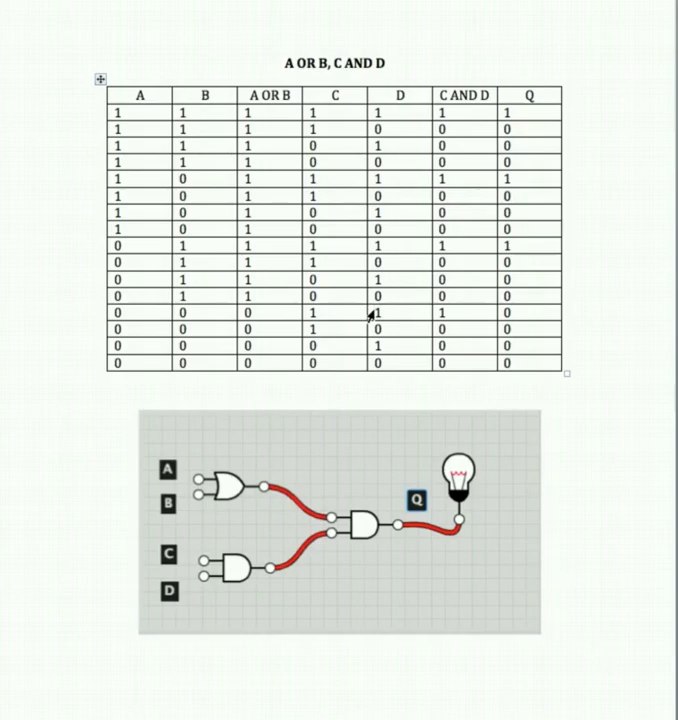 A OR B, C AND D
A B A OR B C D C AND D Q
1 1 1 1 1 1 1
1 1 1 1 0 0 0
1 1 1 0 1 0 0
1 1 1 0 0 0 0
1 0 1 1 1 1 1
1 0 1 1 0 0 0
1 0 1 0 1 0 0
1 0 1 0 0 0 0
0 1 1 1 1 1 1
0 1 1 1 0 0 0
0 1 1 0 1 0 0
0 1 1 0 0 0 0
0 0 0 1 1 1 0
0 0 0 1 0 0 0
0 0 0 0 1 0 0
0 0 0 0 0 0 0
A
B
Q
C
D